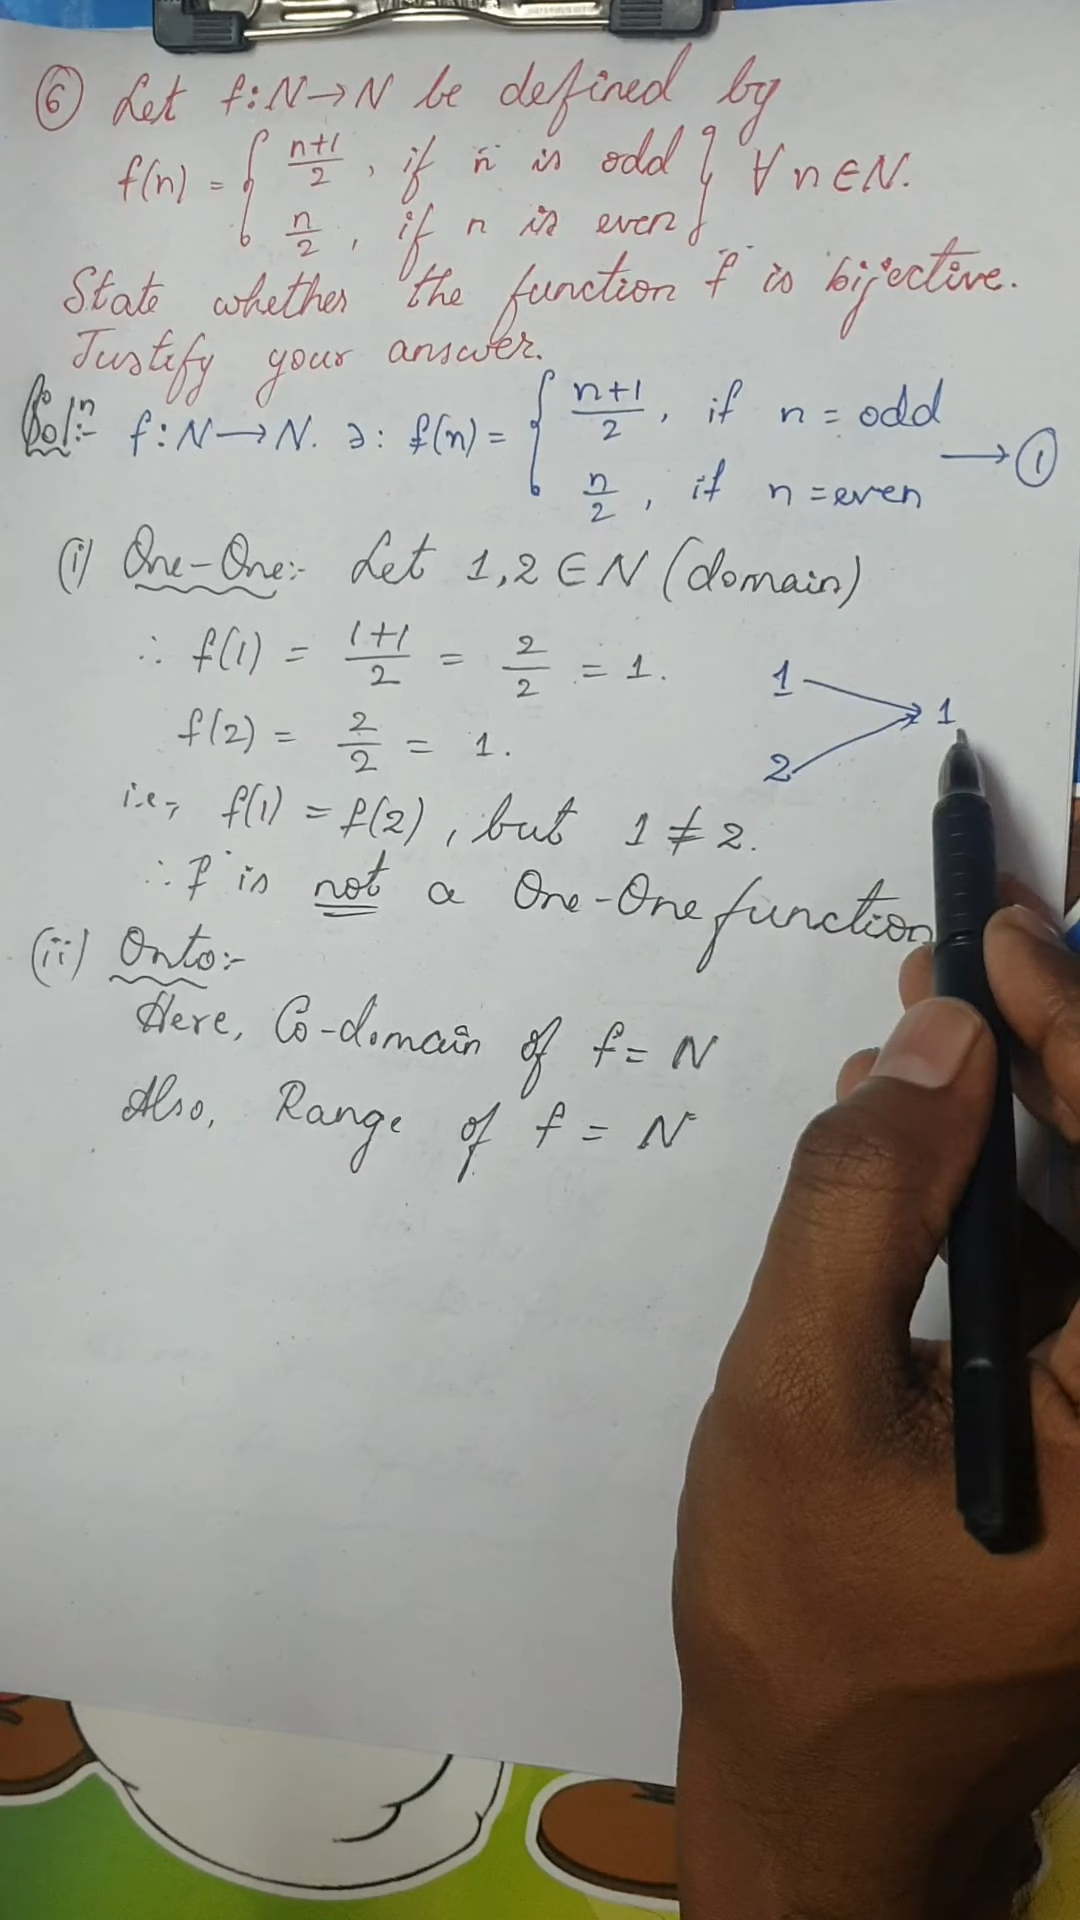 ⑥ Let f:N→N be defined by
f(n) = { n+1/2 , if n is odd } ∀ n ∈ N.
n/2 , if n is even
State whether the function f is bijective.
Justify your answer.
Solⁿ:- f:N→N. ∋: f(n) = { n+1/2 , if n = odd
n/2 , if n = even → ①
(i) One-One:- Let 1,2 ∈ N (domain)
∴ f(1) = 1+1/2 = 2/2 = 1.
f(2) = 2/2 = 1.
1 → 1
2
i.e., f(1) = f(2), but 1 ≠ 2.
∴ f is not a One-One function
(ii) Onto:-
Here, Co-domain of f = N
Also, Range of f = N